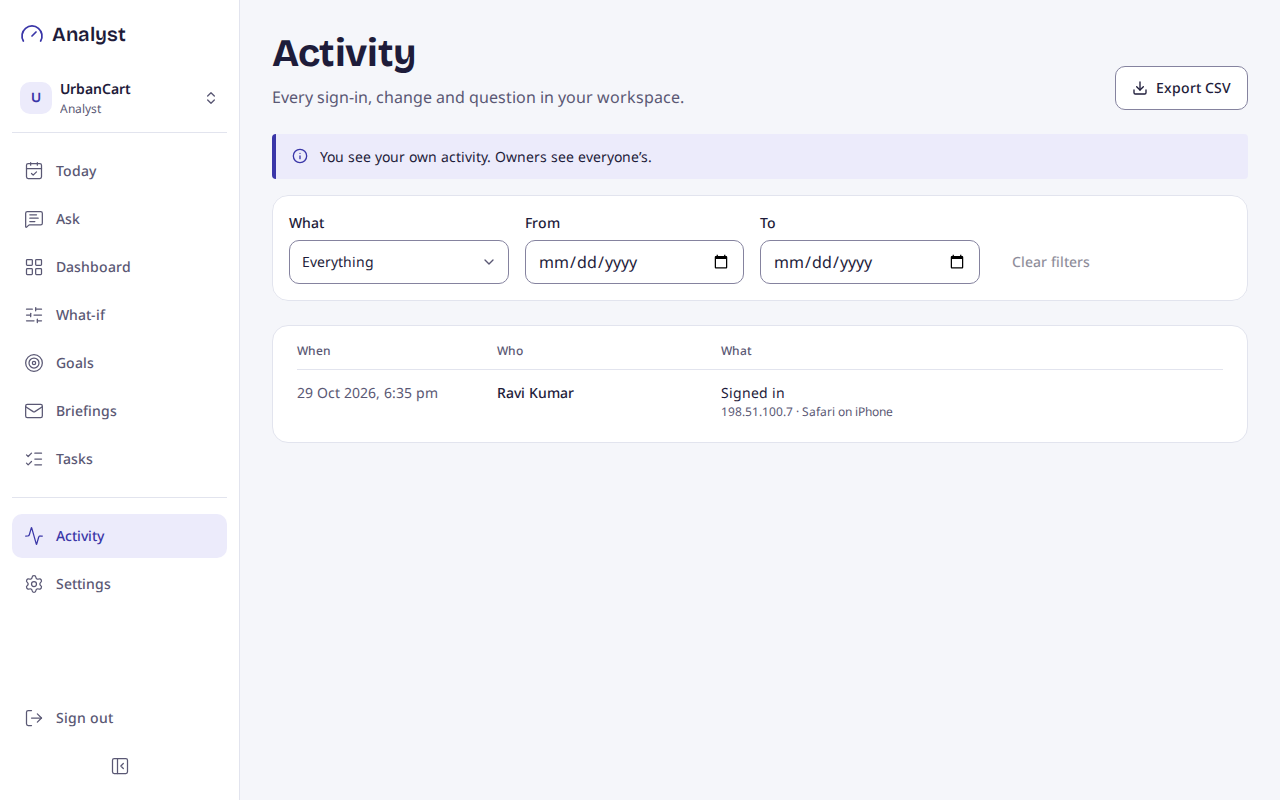 Analyst
U
UrbanCart
Analyst
Today
Ask
Dashboard
What-if
Goals
Briefings
Tasks
Activity
Settings
Sign out
Activity
Every sign-in, change and question in your workspace.
Export CSV
You see your own activity. Owners see everyone’s.
What
From
To
Everything
mm/dd/yyyy
mm/dd/yyyy
Clear filters
When
Who
What
29 Oct 2026, 6:35 pm
Ravi Kumar
Signed in
198.51.100.7 · Safari on iPhone